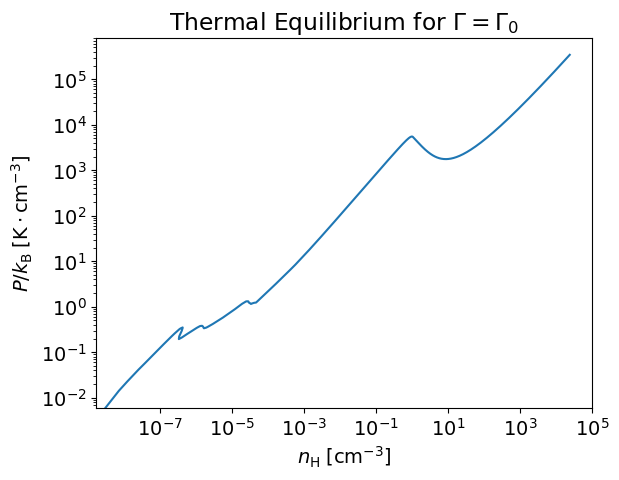 Thermal Equilibrium for Γ = Γ₀
P/k_B [K · cm⁻³]
10⁵
10⁴
10³
10²
10¹
10⁰
10⁻¹
10⁻²
10⁻⁷ 10⁻⁵ 10⁻³ 10⁻¹ 10¹ 10³ 10⁵
n_H [cm⁻³]